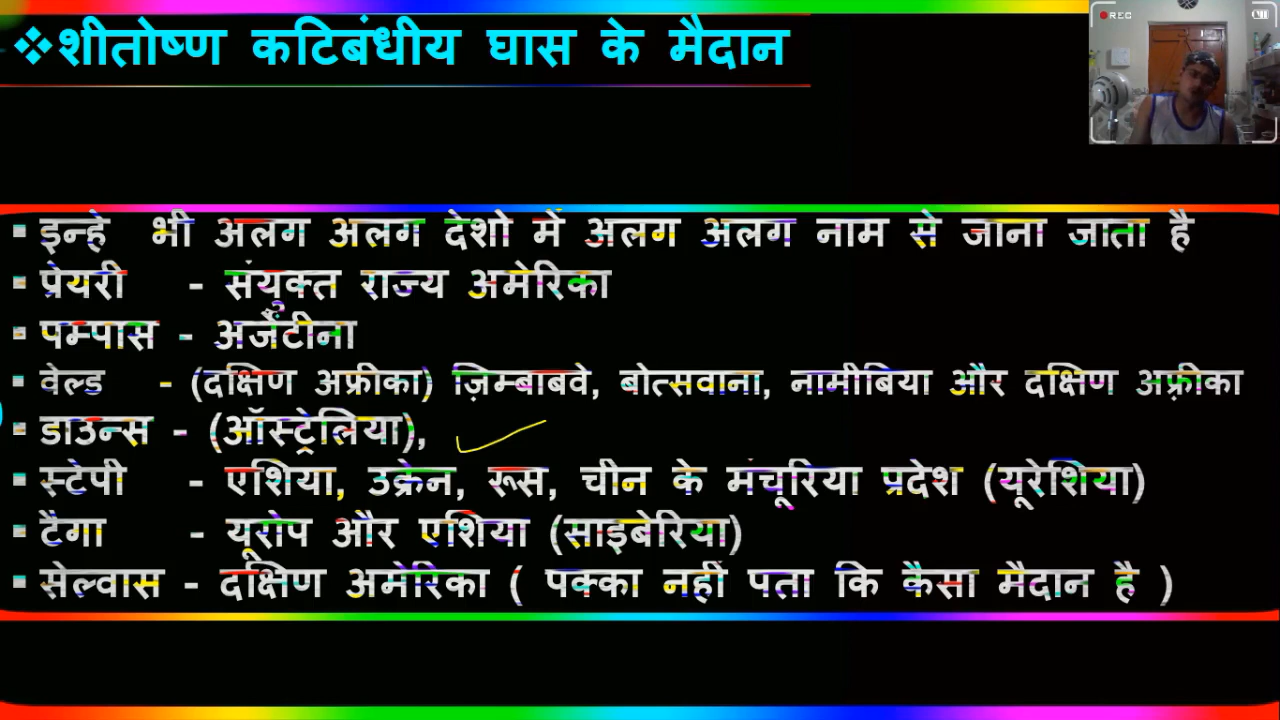 ❖शीतोष्ण कटिबंधीय घास के मैदान
REC
▪ इन्हे भी अलग अलग देशो में अलग अलग नाम से जाना जाता है
▪ प्रेयरी - संयुक्त राज्य अमेरिका
▪ पम्पास - अर्जेंटीना
▪ वेल्ड - (दक्षिण अफ्रीका) ज़िम्बाबवे, बोत्सवाना, नामीबिया और दक्षिण अफ़्रीका
▪ डाउन्स - (ऑस्ट्रेलिया),
▪ स्टेपी - एशिया, उक्रेन, रूस, चीन के मंचूरिया प्रदेश (यूरेशिया)
▪ टैगा - यूरोप और एशिया (साइबेरिया)
▪ सेल्वास - दक्षिण अमेरिका ( पक्का नहीं पता कि कैसा मैदान है )